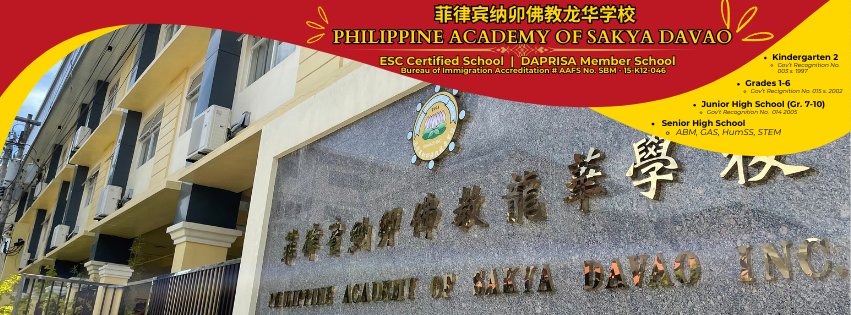 菲律宾纳卯佛教龙华学校
PHILIPPINE ACADEMY OF SAKYA DAVAO
ESC Certified School | DAPRISA Member School
Bureau of Immigration Accreditation # AAFS No. SBM - 15-K12-046
Kindergarten 2
Gov't Recognition No.
003 s. 1997
Grades 1-6
Gov't Recignition No. 015 s. 2002
Junior High School (Gr. 7-10)
Gov't Recognition No. 014 2005
Senior High School
ABM, GAS, HumSS, STEM
菲律賓納卯佛教龍華學校
PHILIPPINE ACADEMY OF SAKYA DAVAO INC.